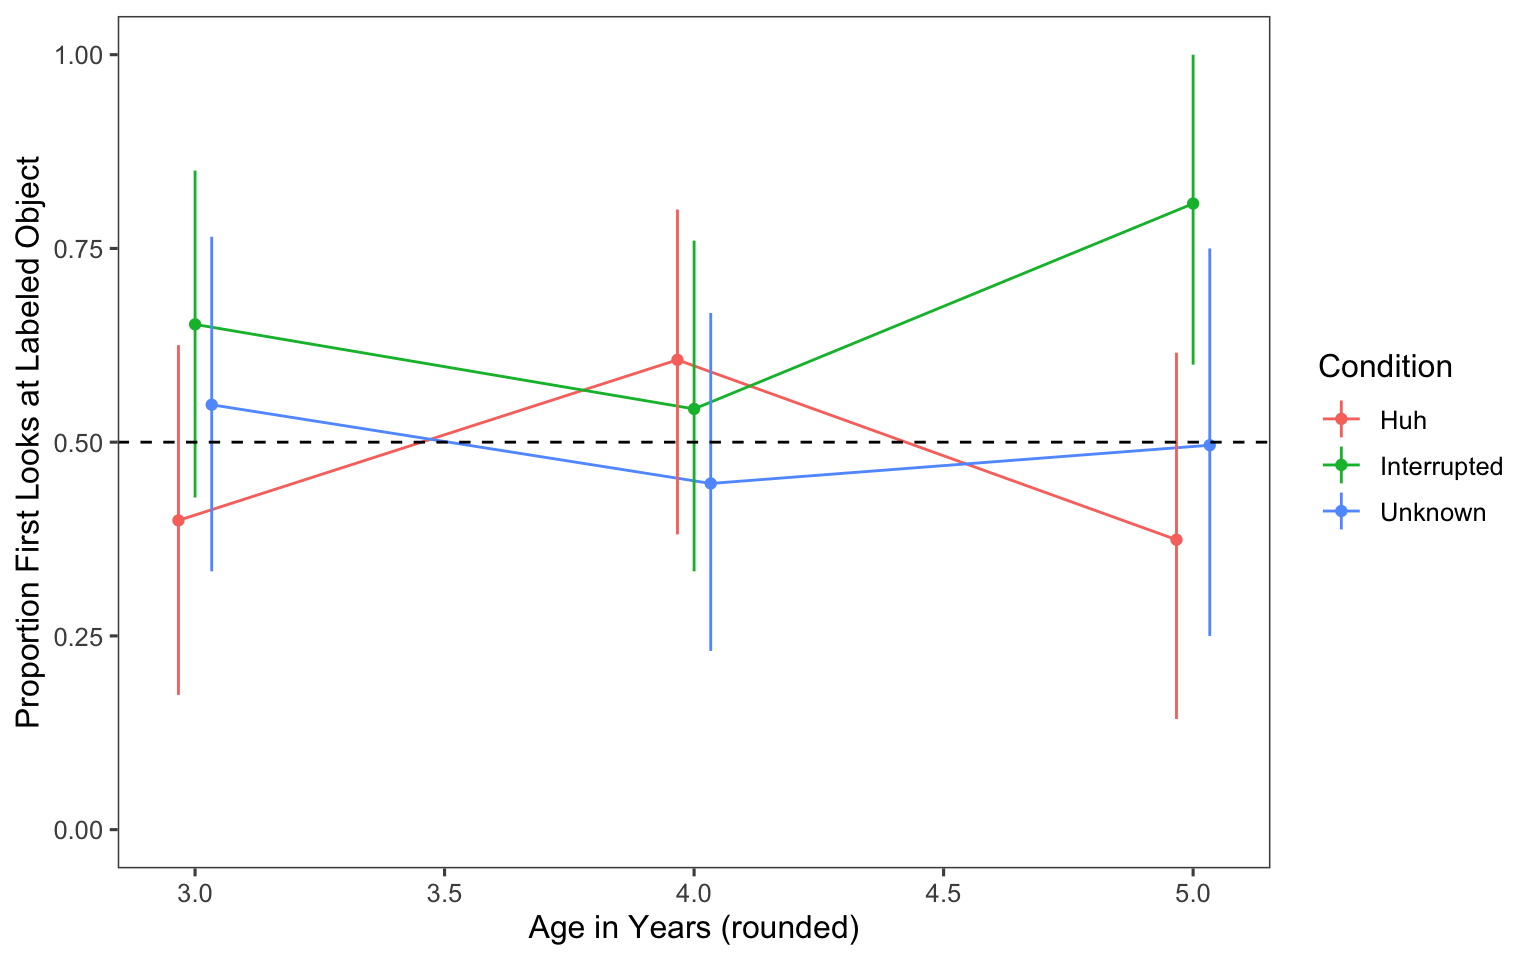 Proportion First Looks at Labeled Object
1.00
0.75
0.50
0.25
0.00
3.0 3.5 4.0 4.5 5.0
Age in Years (rounded)
Condition
Huh
Interrupted
Unknown